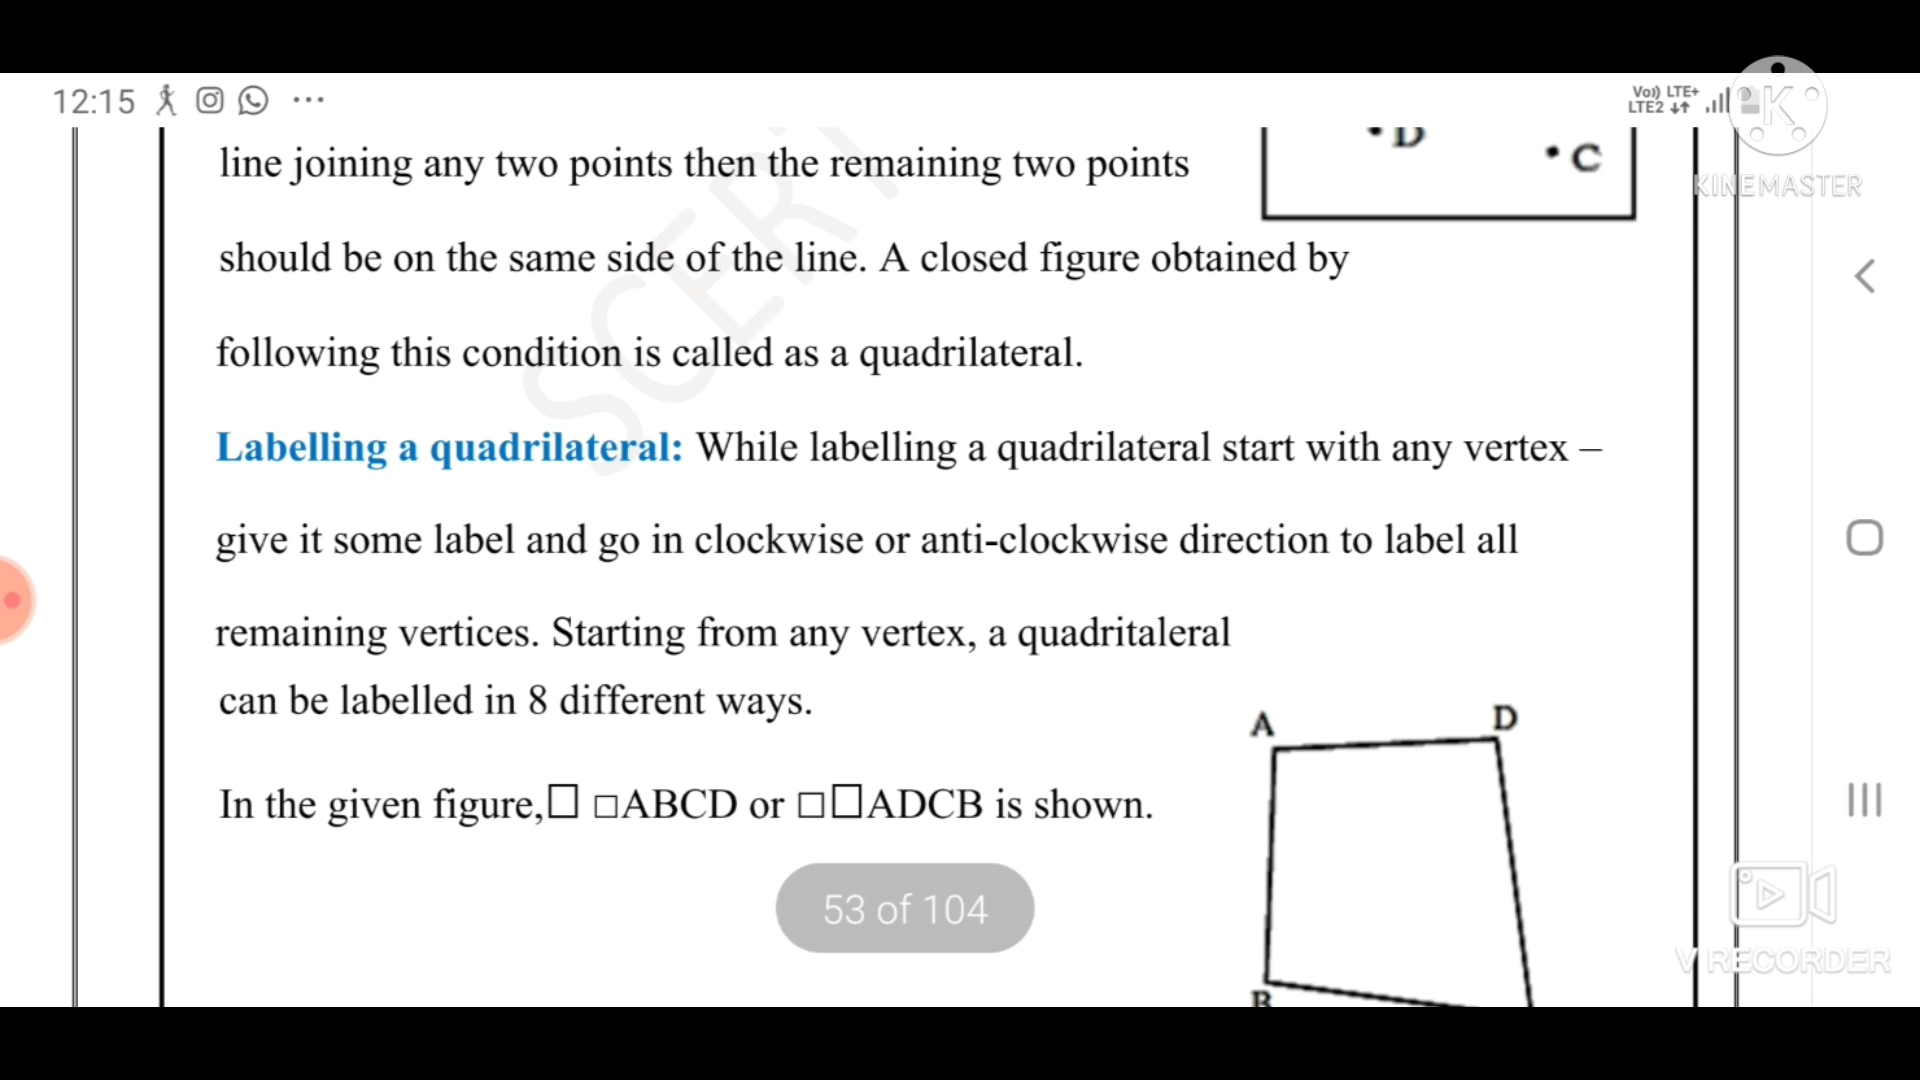 12:15
Vo)) LTE+
LTE2
KINEMASTER
D
C
line joining any two points then the remaining two points
should be on the same side of the line. A closed figure obtained by
following this condition is called as a quadrilateral.
Labelling a quadrilateral: While labelling a quadrilateral start with any vertex –
give it some label and go in clockwise or anti-clockwise direction to label all
remaining vertices. Starting from any vertex, a quadritaleral
can be labelled in 8 different ways.
A D
In the given figure,□ □ABCD or □□ADCB is shown.
53 of 104
B
SCERT
V RECORDER